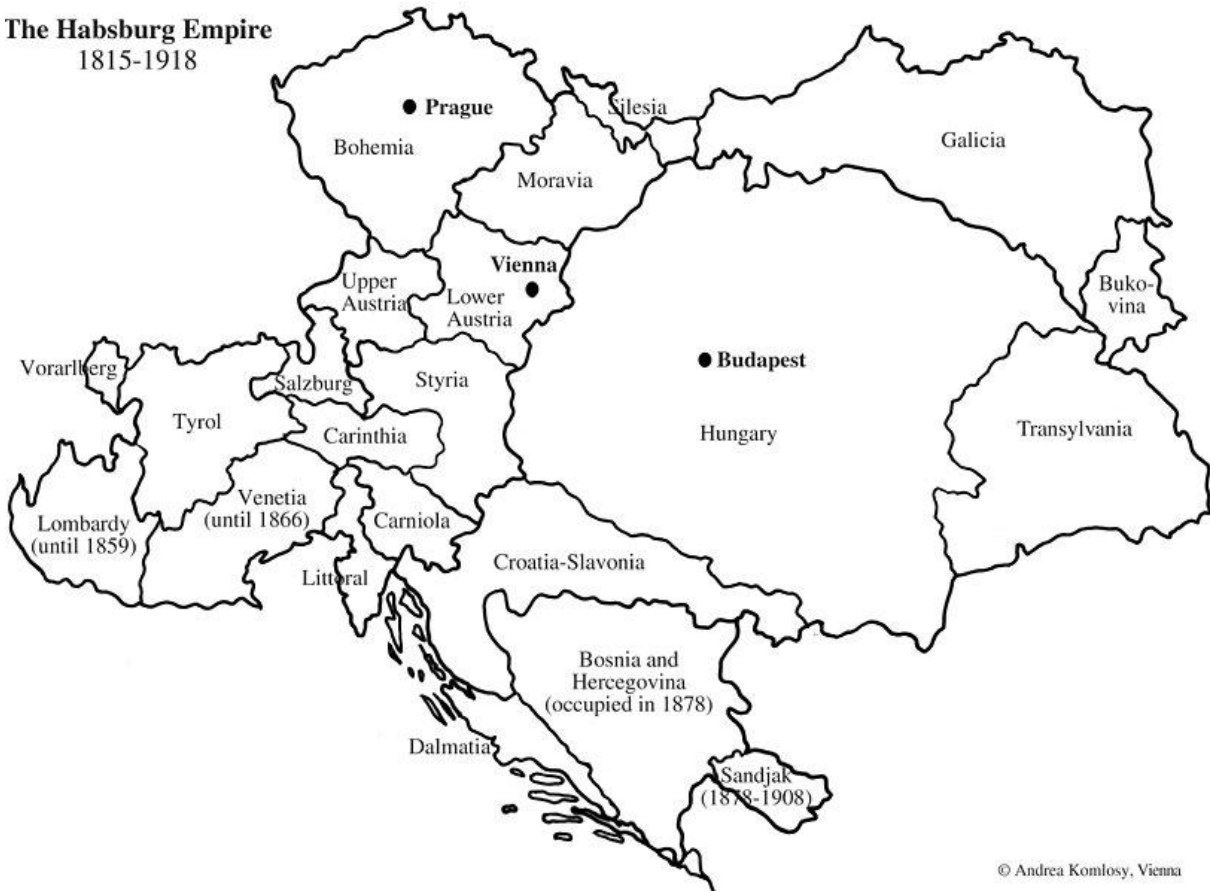 The Habsburg Empire
1815-1918
Prague
Bohemia
Silesia
Moravia
Galicia
Vienna
Upper
Austria
Lower
Austria
Buko-
vina
Budapest
Hungary
Vorarlberg
Tyrol
Salzburg
Styria
Carinthia
Transylvania
Lombardy
(until 1859)
Venetia
(until 1866)
Carniola
Littoral
Croatia-Slavonia
Bosnia and
Hercegovina
(occupied in 1878)
Dalmatia
Sandjak
(1878-1908)
© Andrea Komlosy, Vienna